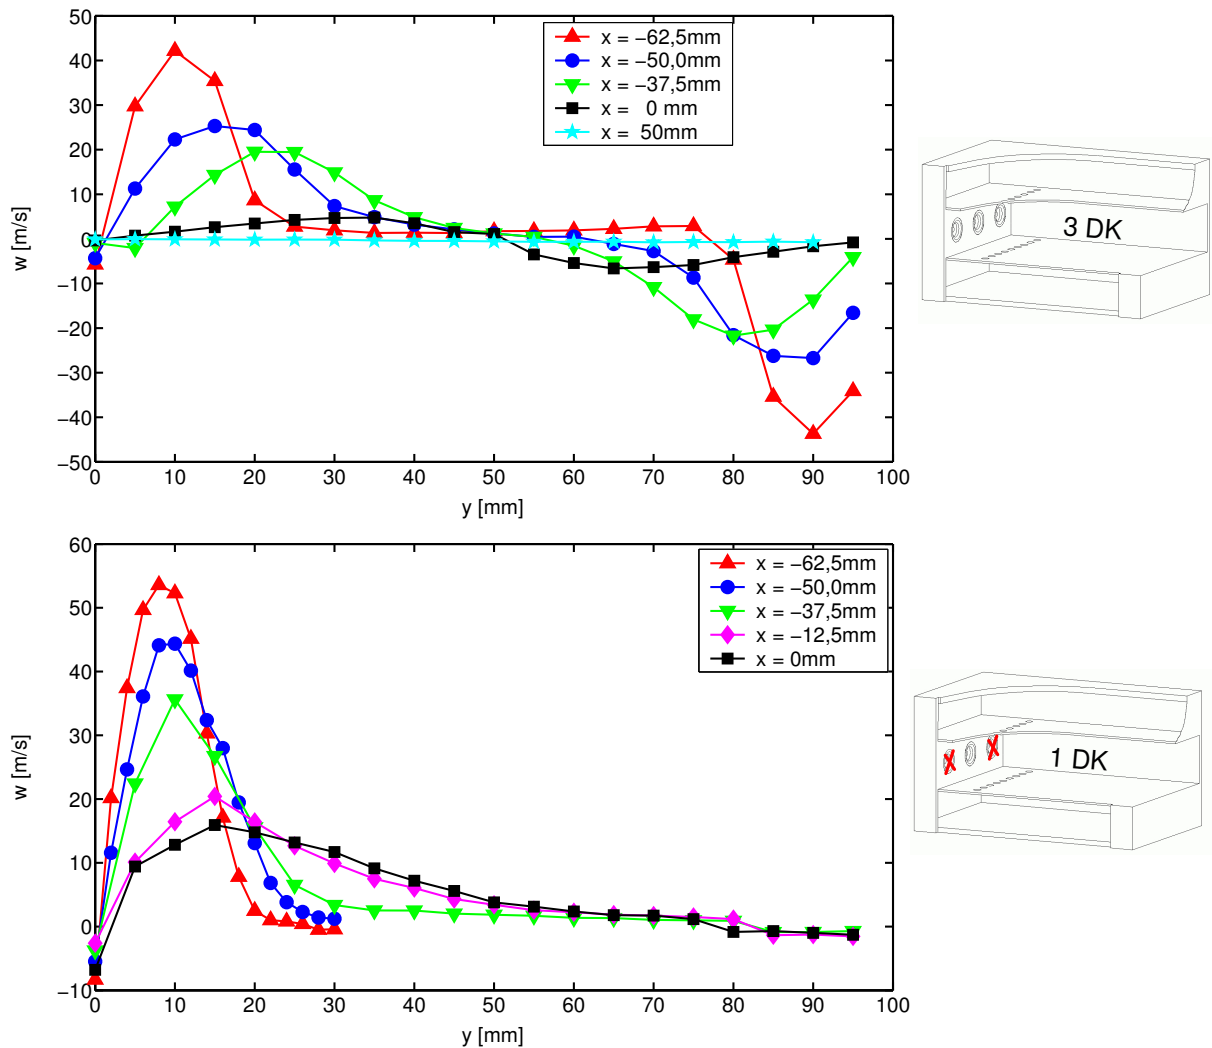 50
40
30
20
10
0
−10
−20
−30
−40
−50
w [m/s]
0 10 20 30 40 50 60 70 80 90 100
y [mm]
x = −62,5mm
x = −50,0mm
x = −37,5mm
x = 0 mm
x = 50mm
3 DK
60
50
40
30
20
10
0
−10
w [m/s]
0 10 20 30 40 50 60 70 80 90 100
y [mm]
x = −62,5mm
x = −50,0mm
x = −37,5mm
x = −12,5mm
x = 0mm
1 DK